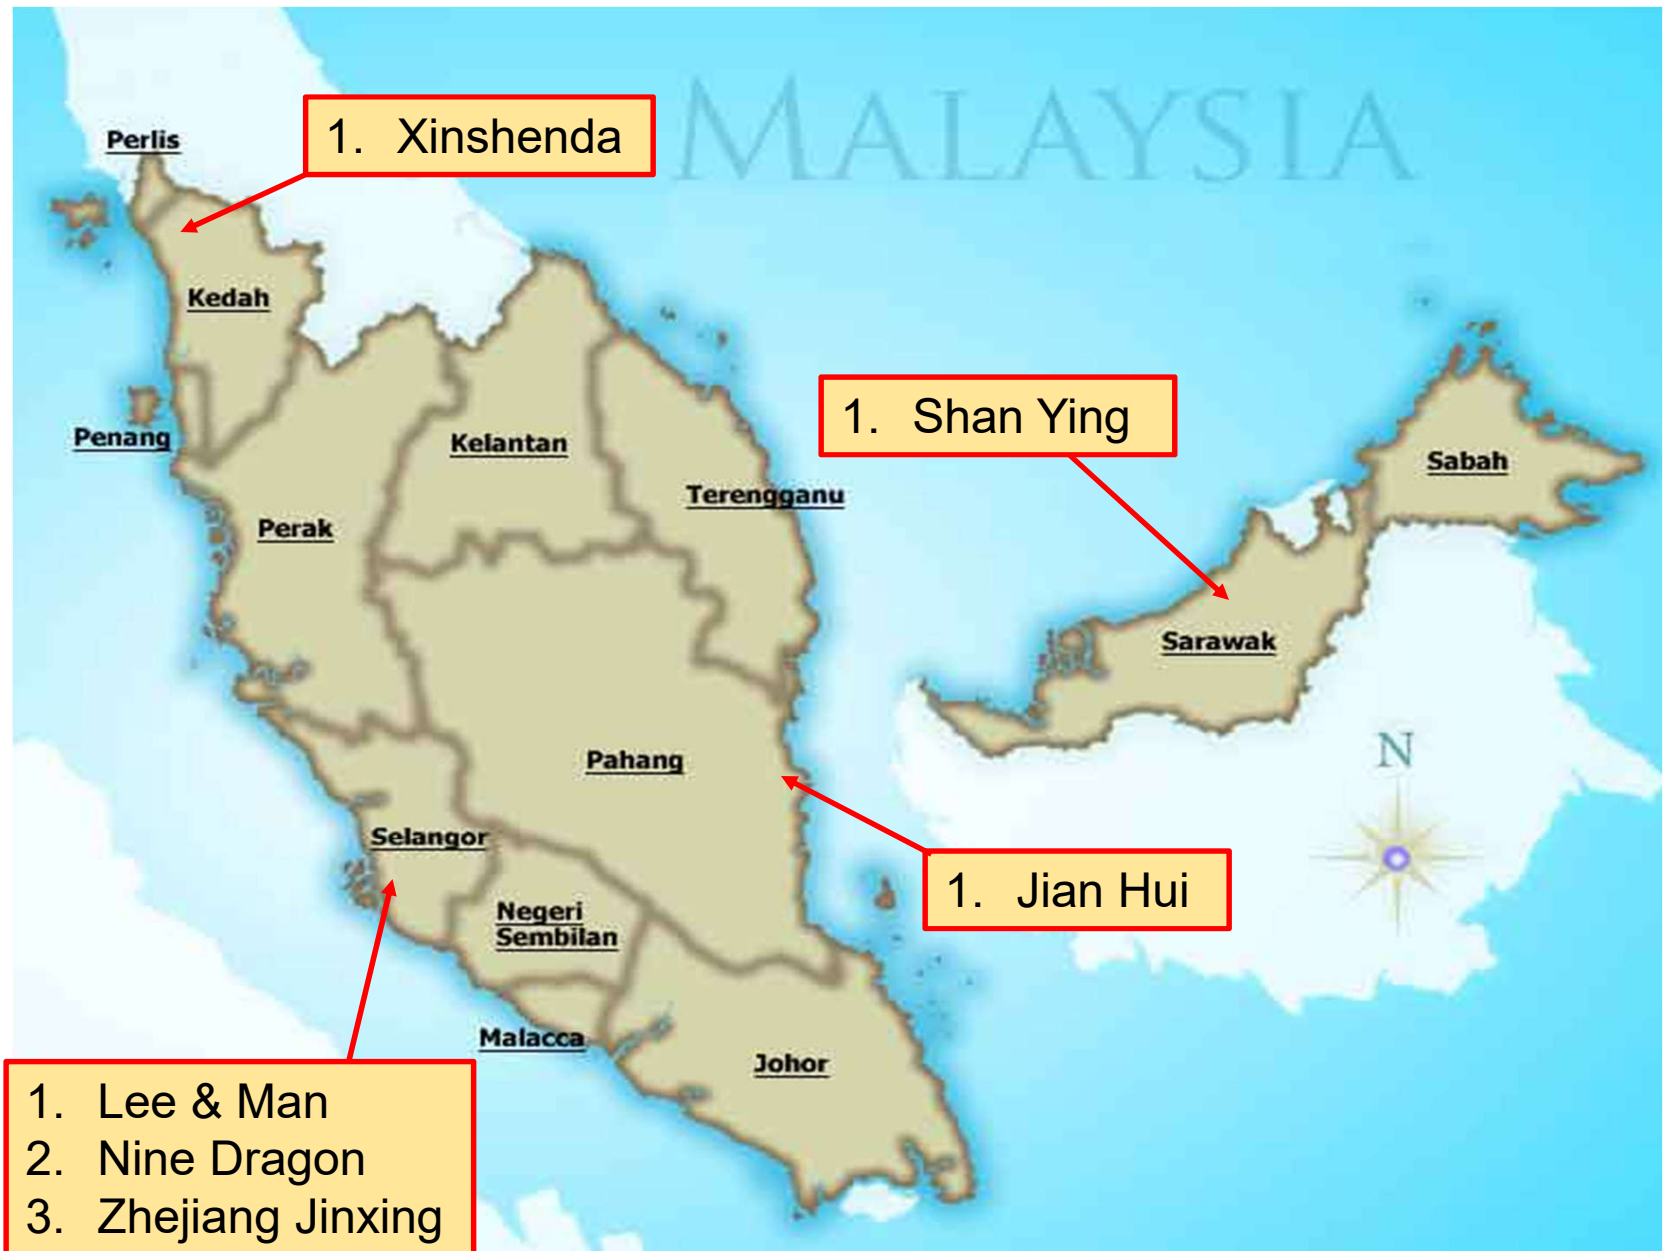 MALAYSIA
Perlis
1. Xinshenda
Kedah
Penang
Kelantan
1. Shan Ying
Sabah
Terengganu
Perak
Sarawak
Pahang
N
Selangor
1. Jian Hui
Negeri
Sembilan
Malacca
Johor
1. Lee & Man
2. Nine Dragon
3. Zhejiang Jinxing